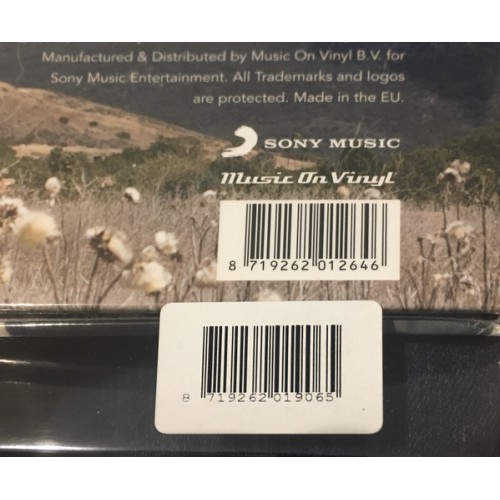 Manufactured & Distributed by Music On Vinyl B.V. for
Sony Music Entertainment. All Trademarks and logos
are protected. Made in the EU.
SONY MUSIC
Music On Vinyl
8 719262 012646
8 719262 019065